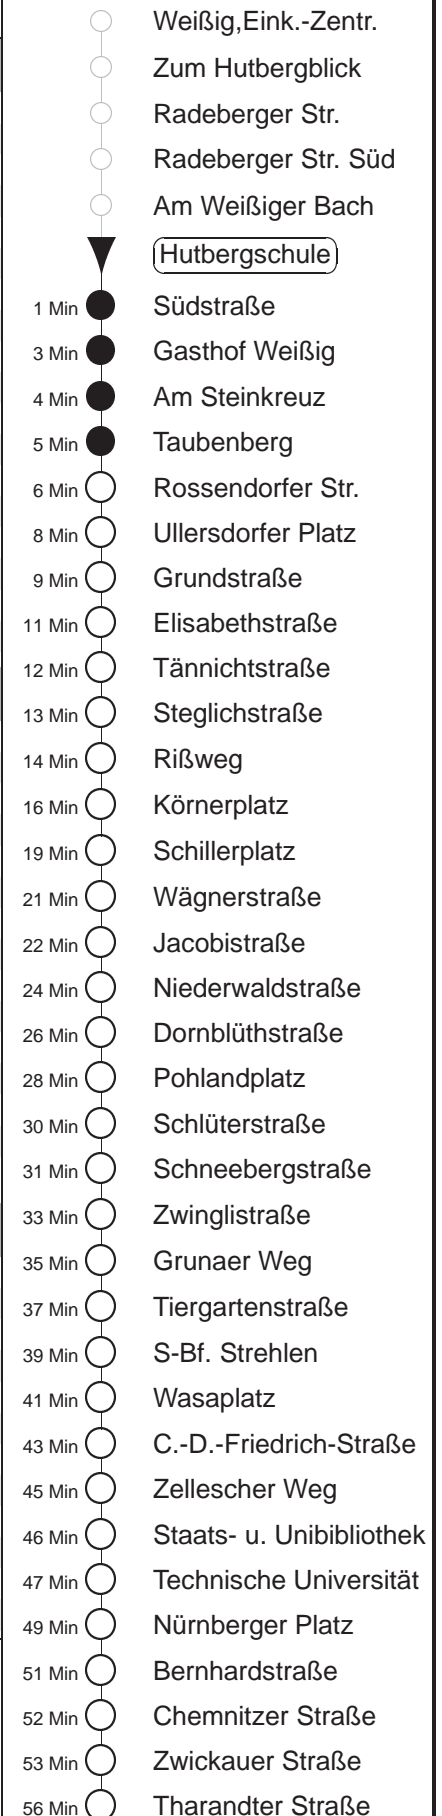 Weißig,Eink.-Zentr.
Zum Hutbergblick
Radeberger Str.
Radeberger Str. Süd
Am Weißiger Bach
Hutbergschule
1 Min Südstraße
3 Min Gasthof Weißig
4 Min Am Steinkreuz
5 Min Taubenberg
6 Min Rossendorfer Str.
8 Min Ullersdorfer Platz
9 Min Grundstraße
11 Min Elisabethstraße
12 Min Tännichtstraße
13 Min Steglichstraße
14 Min Rißweg
16 Min Körnerplatz
19 Min Schillerplatz
21 Min Wägnerstraße
22 Min Jacobistraße
24 Min Niederwaldstraße
26 Min Dornblüthstraße
28 Min Pohlandplatz
30 Min Schlüterstraße
31 Min Schneebergstraße
33 Min Zwinglistraße
35 Min Grunaer Weg
37 Min Tiergartenstraße
39 Min S-Bf. Strehlen
41 Min Wasaplatz
43 Min C.-D.-Friedrich-Straße
45 Min Zellescher Weg
46 Min Staats- u. Unibibliothek
47 Min Technische Universität
49 Min Nürnberger Platz
51 Min Bernhardstraße
52 Min Chemnitzer Straße
53 Min Zwickauer Straße
56 Min Tharandter Straße